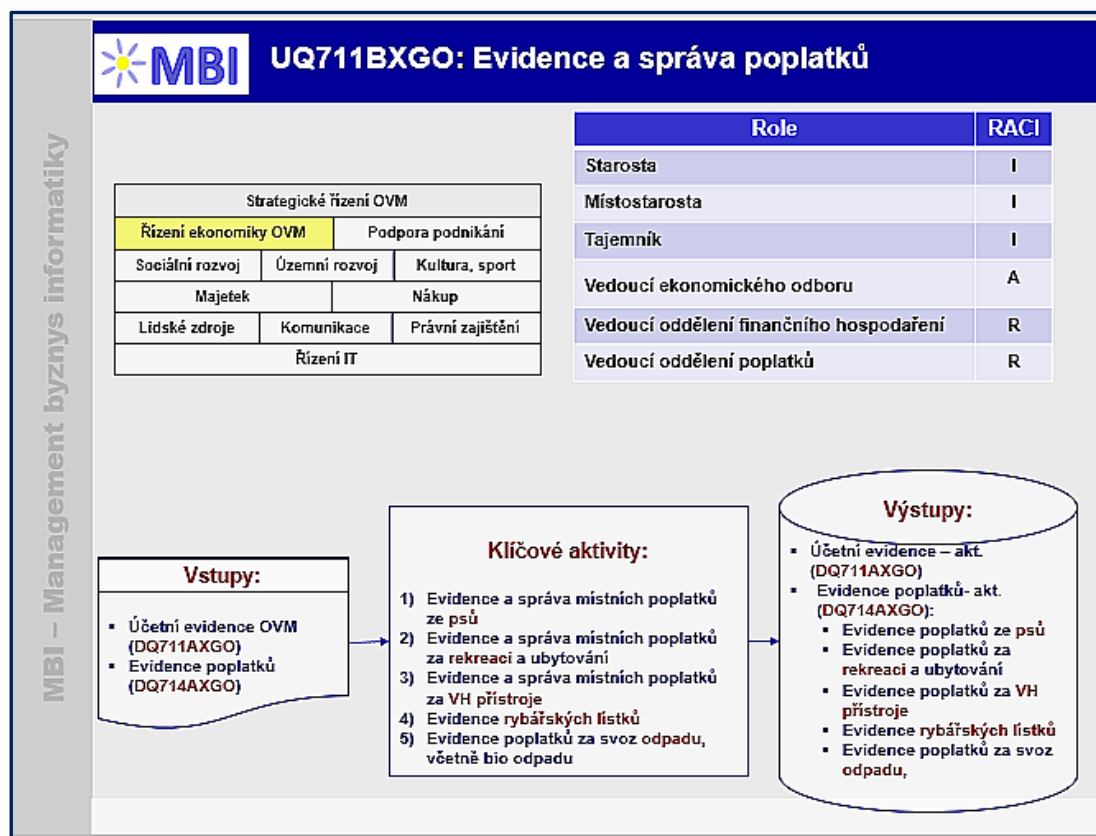 MBI – Management byznys informatiky
MBI
UQ711BXGO: Evidence a správa poplatků
Role RACI
Starosta I
Místostarosta I
Tajemník I
Vedoucí ekonomického odboru A
Vedoucí oddělení finančního hospodaření R
Vedoucí oddělení poplatků R
Strategické řízení OVM
Řízení ekonomiky OVM Podpora podnikání
Sociální rozvoj Územní rozvoj Kultura, sport
Majetek Nákup
Lidské zdroje Komunikace Právní zajištění
Řízení IT
Vstupy:
▪ Účetní evidence OVM
(DQ711AXGO)
▪ Evidence poplatků
(DQ714AXGO)
Klíčové aktivity:
1) Evidence a správa místních poplatků
ze psů
2) Evidence a správa místních poplatků
za rekreaci a ubytování
3) Evidence a správa místních poplatků
za VH přístroje
4) Evidence rybářských lístků
5) Evidence poplatků za svoz odpadu,
včetně bio odpadu
Výstupy:
▪ Účetní evidence – akt.
(DQ711AXGO)
▪ Evidence poplatků- akt.
(DQ714AXGO):
▪ Evidence poplatků ze psů
▪ Evidence poplatků za
rekreaci a ubytování
▪ Evidence poplatků za VH
přístroje
▪ Evidence rybářských lístků
▪ Evidence poplatků za svoz
odpadu,